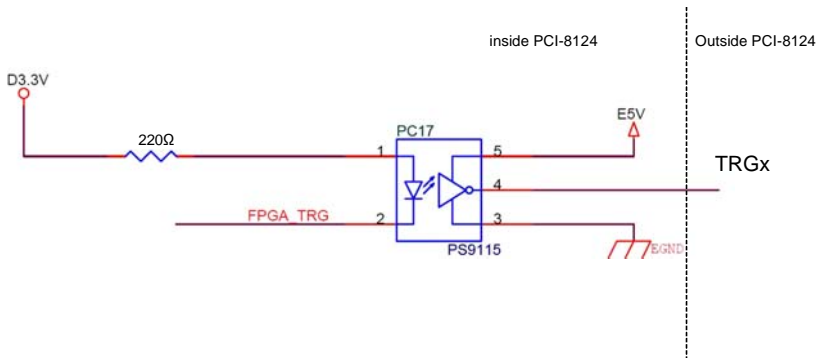 inside PCI-8124
Outside PCI-8124
D3.3V
E5V
220Ω
PC17
1
5
TRGx
4
FPGA_TRG
2
3
PS9115
EGND